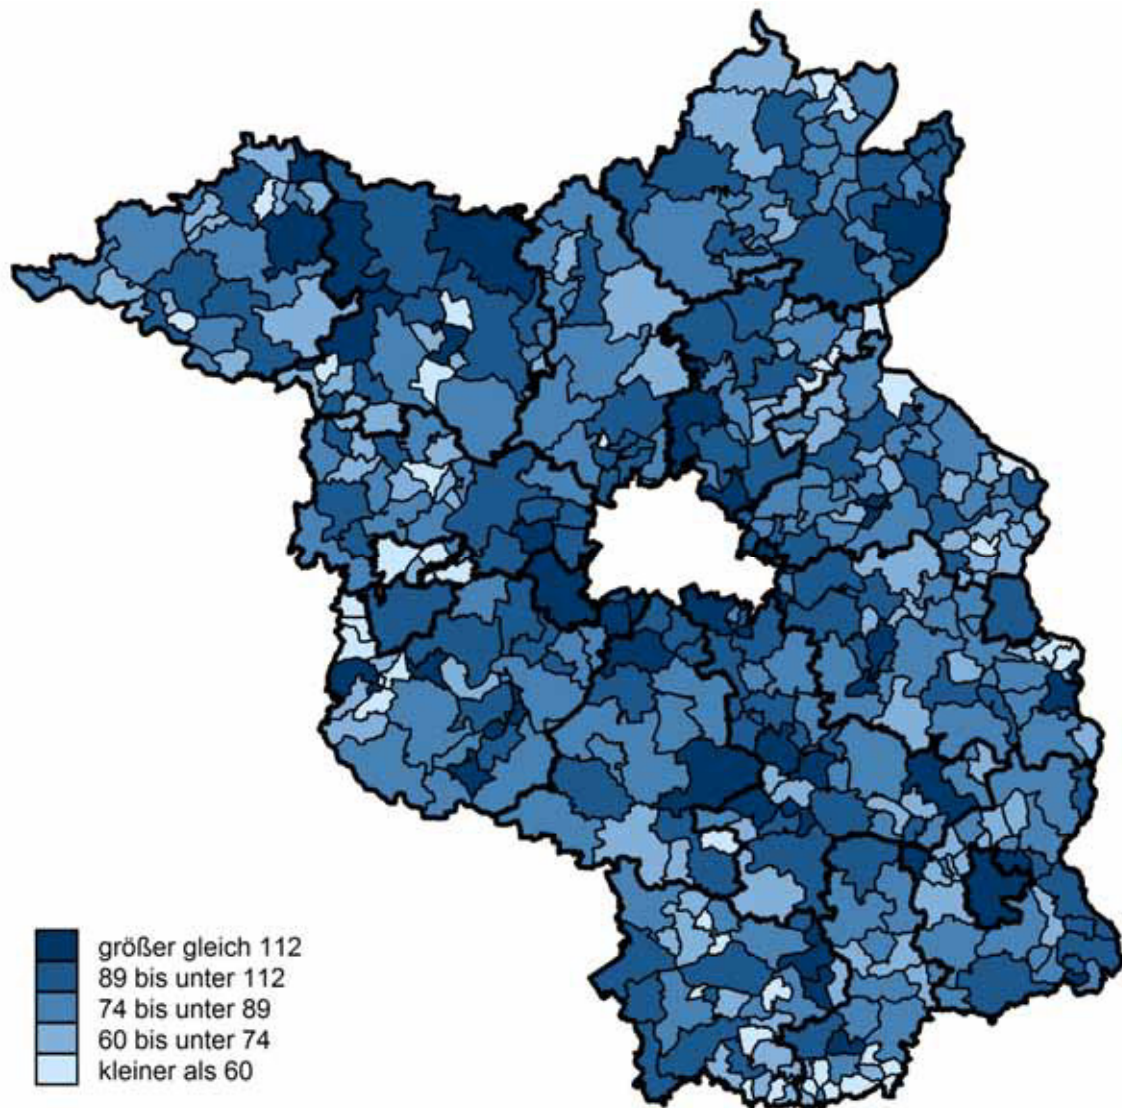 größer gleich 112
89 bis unter 112
74 bis unter 89
60 bis unter 74
kleiner als 60